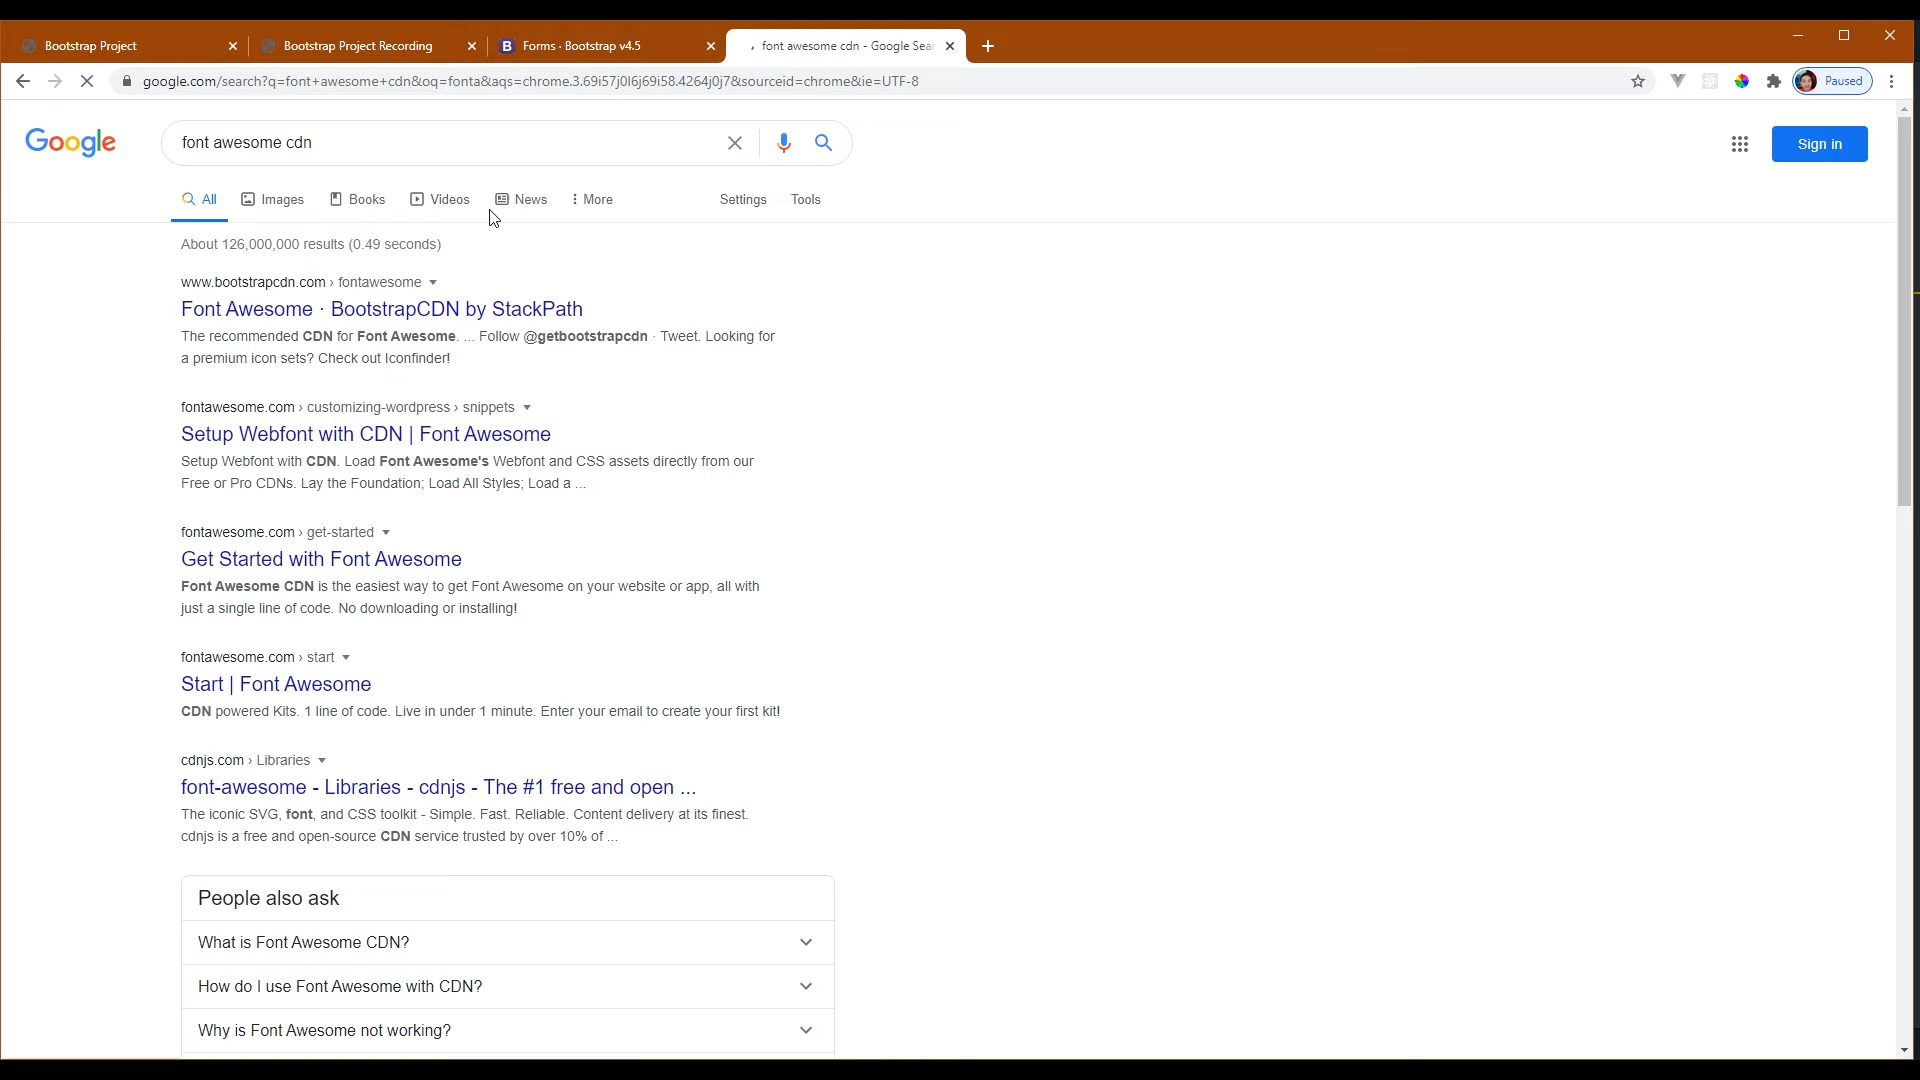 Bootstrap Project
Bootstrap Project Recording
B Forms · Bootstrap v4.5
font awesome cdn - Google Sear
google.com/search?q=font+awesome+cdn&oq=fonta&aqs=chrome.3.69i57j0l6j69i58.4264j0j7&sourceid=chrome&ie=UTF-8
Paused
Google
font awesome cdn
Sign in
All Images Books Videos News More Settings Tools
About 126,000,000 results (0.49 seconds)
www.bootstrapcdn.com › fontawesome
Font Awesome · BootstrapCDN by StackPath
The recommended CDN for Font Awesome. ... Follow @getbootstrapcdn · Tweet. Looking for
a premium icon sets? Check out Iconfinder!
fontawesome.com › customizing-wordpress › snippets
Setup Webfont with CDN | Font Awesome
Setup Webfont with CDN. Load Font Awesome's Webfont and CSS assets directly from our
Free or Pro CDNs. Lay the Foundation; Load All Styles; Load a ...
fontawesome.com › get-started
Get Started with Font Awesome
Font Awesome CDN is the easiest way to get Font Awesome on your website or app, all with
just a single line of code. No downloading or installing!
fontawesome.com › start
Start | Font Awesome
CDN powered Kits. 1 line of code. Live in under 1 minute. Enter your email to create your first kit!
cdnjs.com › Libraries
font-awesome - Libraries - cdnjs - The #1 free and open ...
The iconic SVG, font, and CSS toolkit - Simple. Fast. Reliable. Content delivery at its finest.
cdnjs is a free and open-source CDN service trusted by over 10% of ...
People also ask
What is Font Awesome CDN?
How do I use Font Awesome with CDN?
Why is Font Awesome not working?